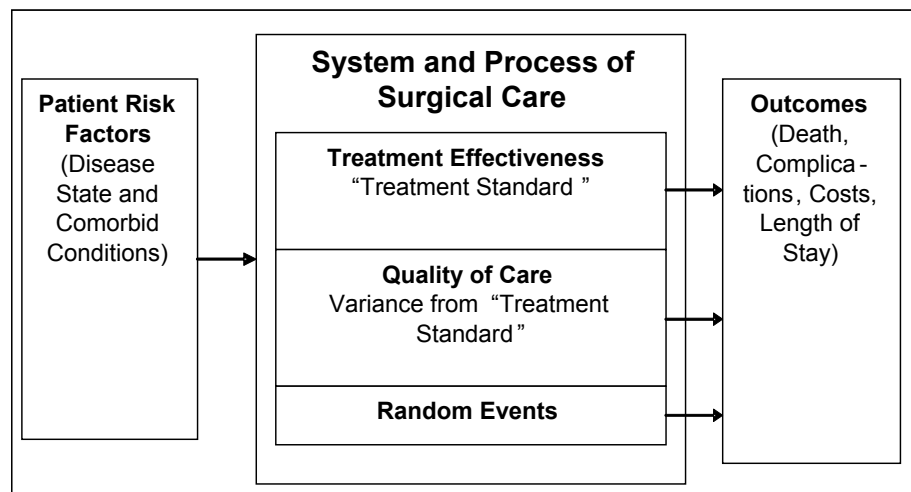 Patient Risk
Factors
(Disease
State and
Comorbid
Conditions)
System and Process of
Surgical Care
Treatment Effectiveness
“Treatment Standard ”
Quality of Care
Variance from “Treatment
Standard ”
Random Events
Outcomes
(Death,
Complica-
tions, Costs,
Length of
Stay)